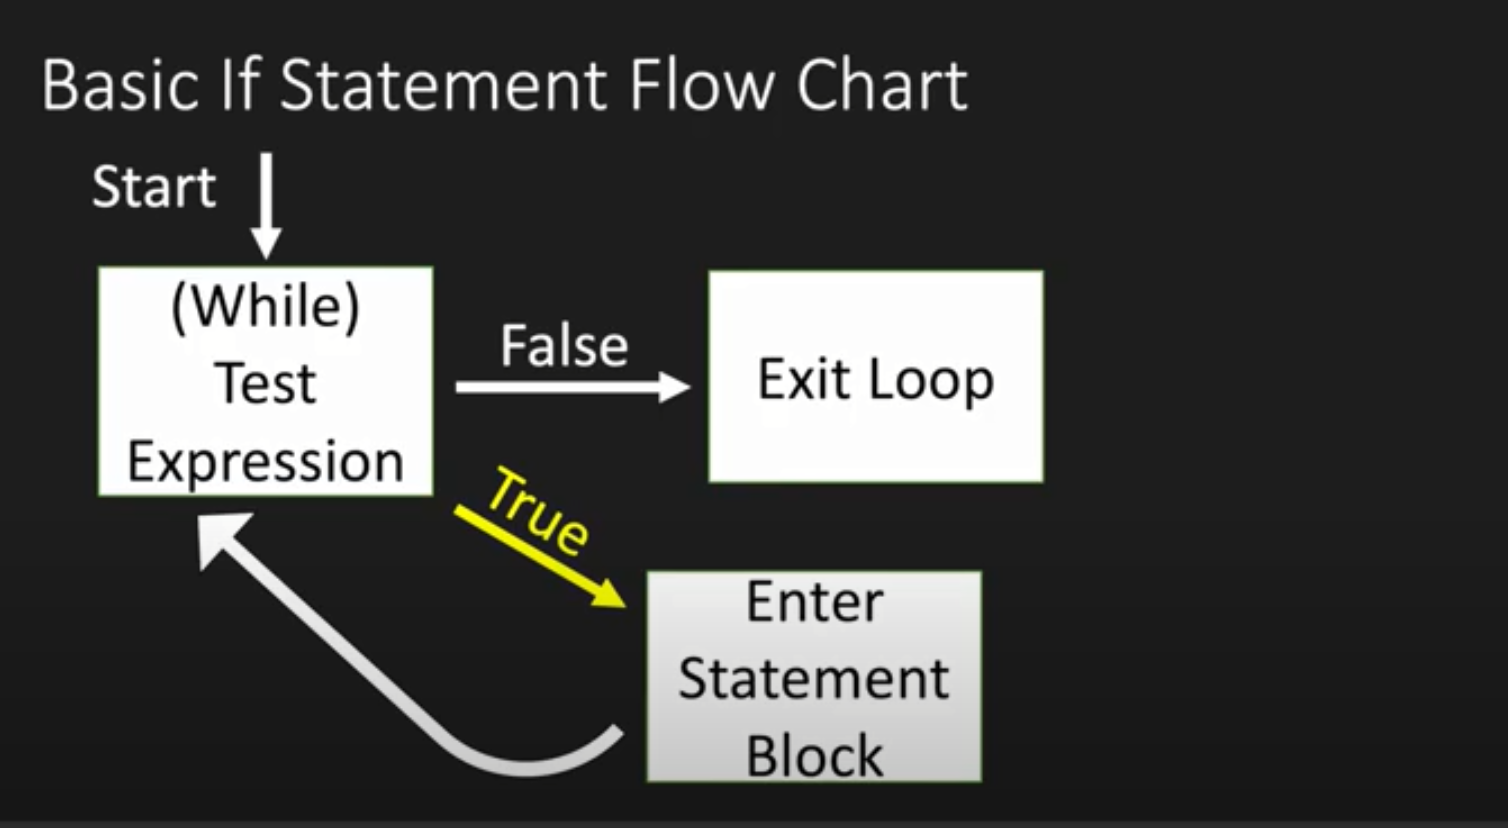 Basic If Statement Flow Chart
Start
(While)
Test
Expression
False
Exit Loop
True
Enter
Statement
Block